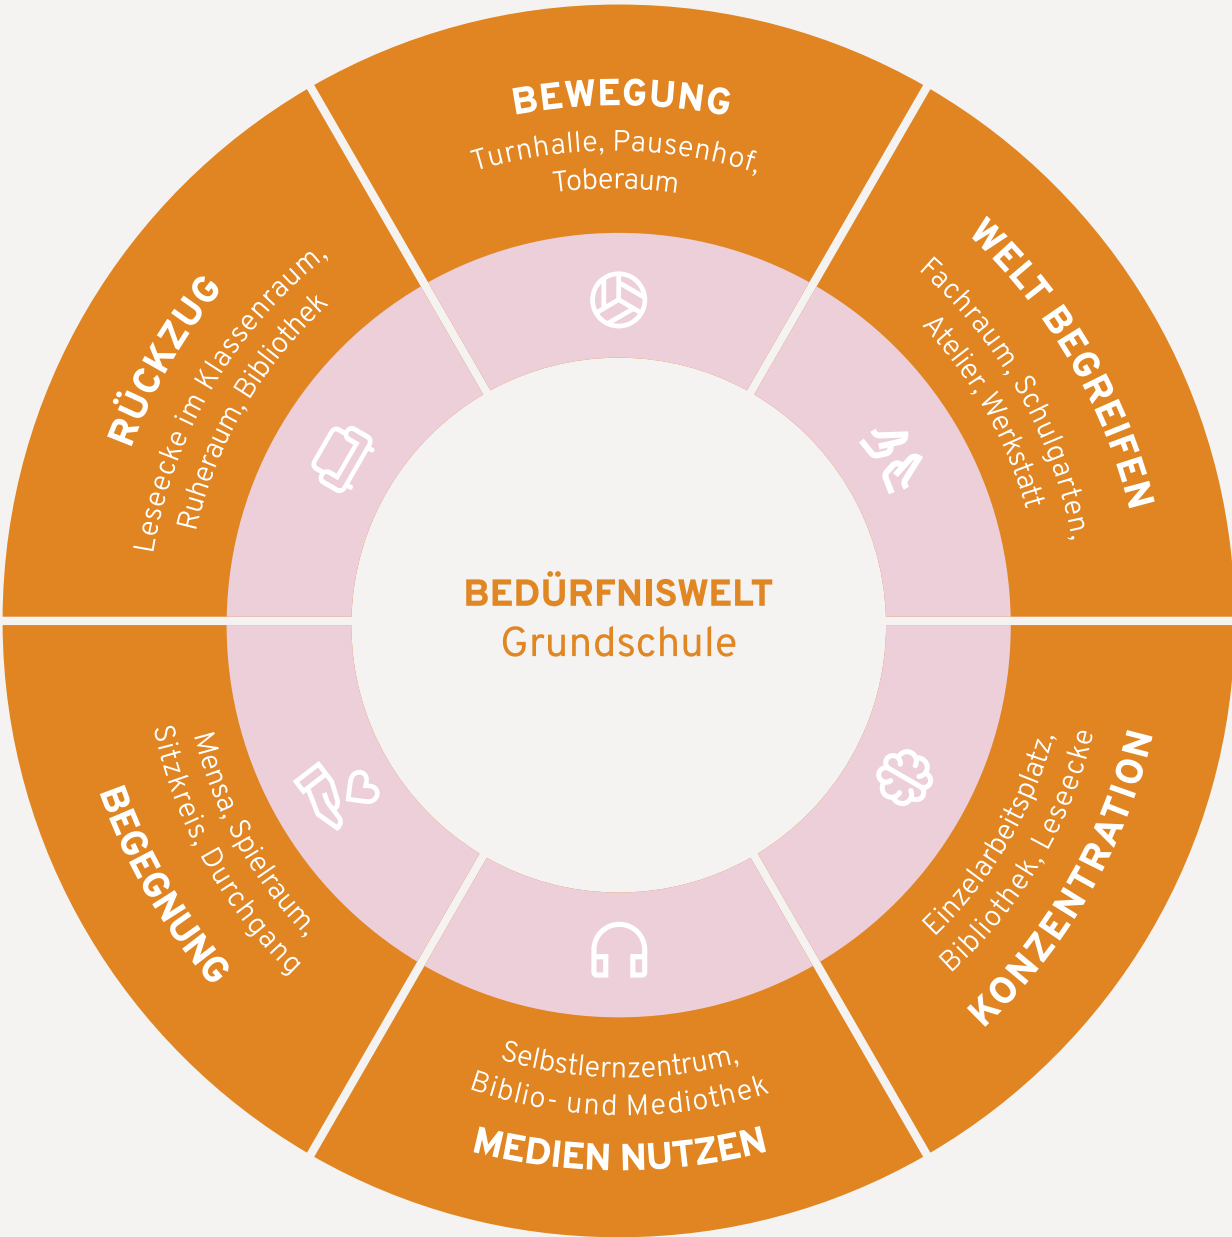 BEWEGUNG
Turnhalle, Pausenhof,
Toberaum
WELT BEGREIFEN
Fachraum, Schulgarten,
Atelier, Werkstatt
Einzelarbeitsplatz,
Bibliothek, Leseecke
KONZENTRATION
Selbstlernzentrum,
Biblio- und Mediothek
MEDIEN NUTZEN
Mensa, Spielraum,
Sitzkreis, Durchgang
BEGEGNUNG
RÜCKZUG
Leseecke im Klassenraum,
Ruheraum, Bibliothek
BEDÜRFNISWELT
Grundschule